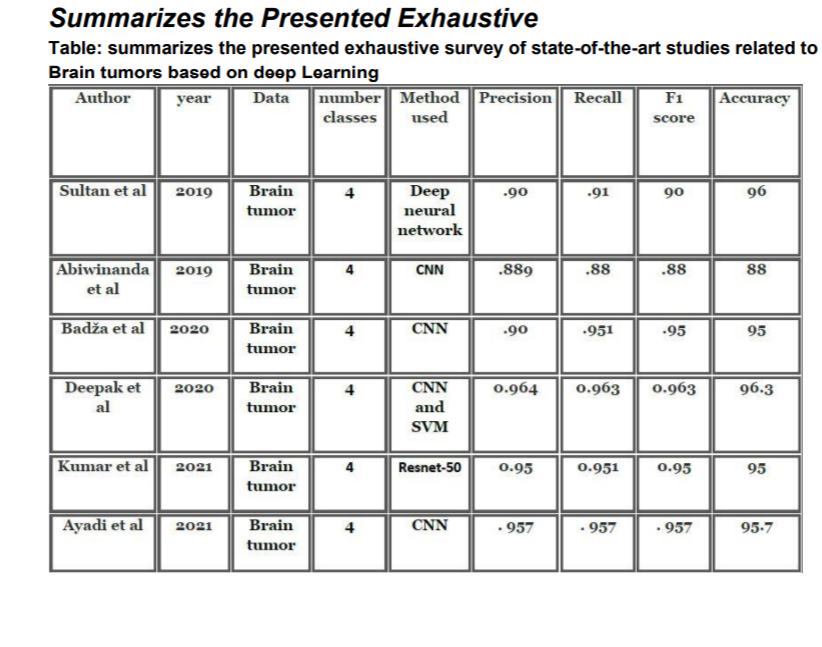 Summarizes the Presented Exhaustive
Table: summarizes the presented exhaustive survey of state-of-the-art studies related to
Brain tumors based on deep Learning
Author year Data number classes Method used Precision Recall F1 score Accuracy
Sultan et al 2019 Brain tumor 4 Deep neural network .90 .91 90 96
Abiwinanda et al 2019 Brain tumor 4 CNN .889 .88 .88 88
Badža et al 2020 Brain tumor 4 CNN .90 .951 .95 95
Deepak et al 2020 Brain tumor 4 CNN and SVM 0.964 0.963 0.963 96.3
Kumar et al 2021 Brain tumor 4 Resnet-50 0.95 0.951 0.95 95
Ayadi et al 2021 Brain tumor 4 CNN . 957 . 957 . 957 95.7